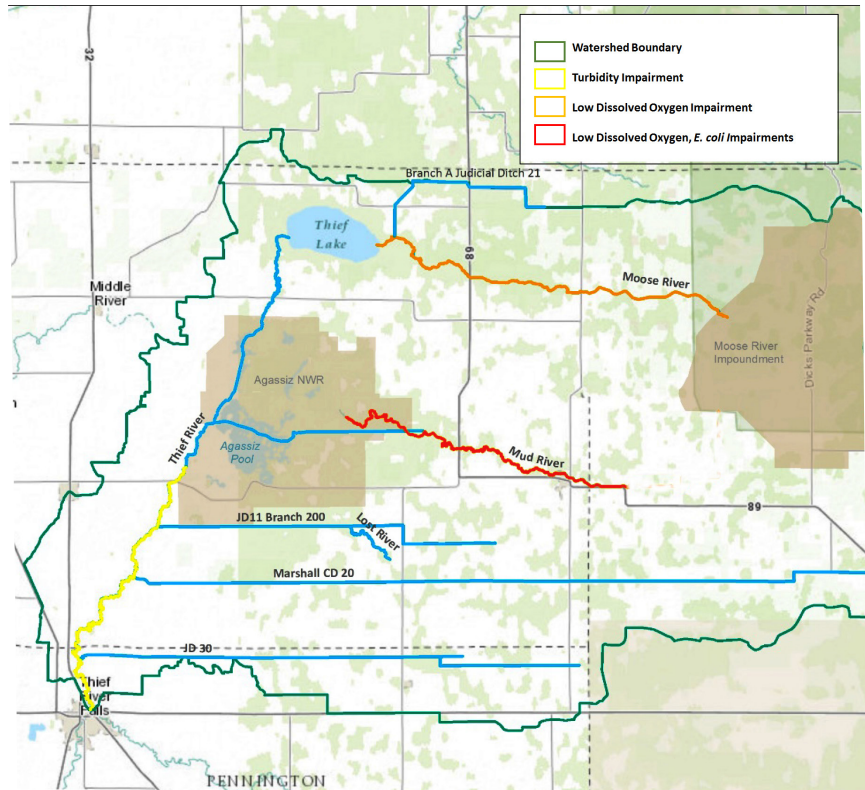 Watershed Boundary
Turbidity Impairment
Low Dissolved Oxygen Impairment
Low Dissolved Oxygen, E. coli Impairments
32
Branch A Judicial Ditch 21
Thief
Lake
89
Moose River
Middle
River
Moose River
Impoundment
Dicks Parkway Rd
Agassiz NWR
Thief River
Agassiz
Pool
Mud River
89
JD11 Branch 200
Lost River
Marshall CD 20
JD 30
Thief
River
Falls
PENNINGTON